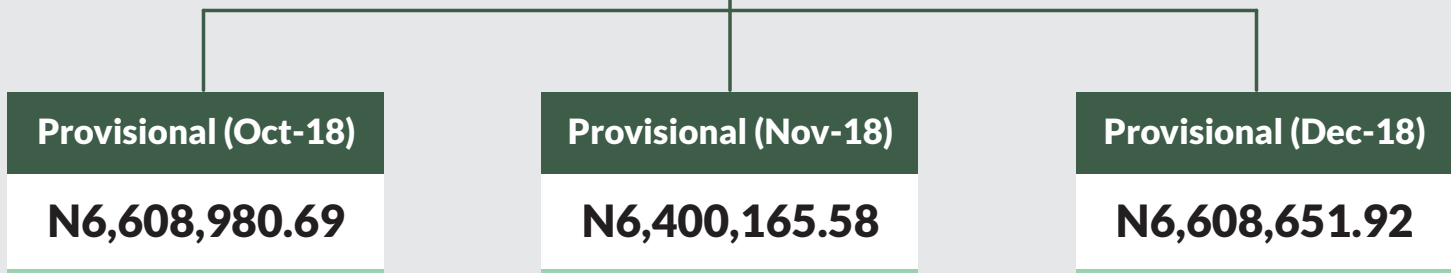 Provisional (Oct-18)
N6,608,980.69
Provisional (Nov-18)
N6,400,165.58
Provisional (Dec-18)
N6,608,651.92